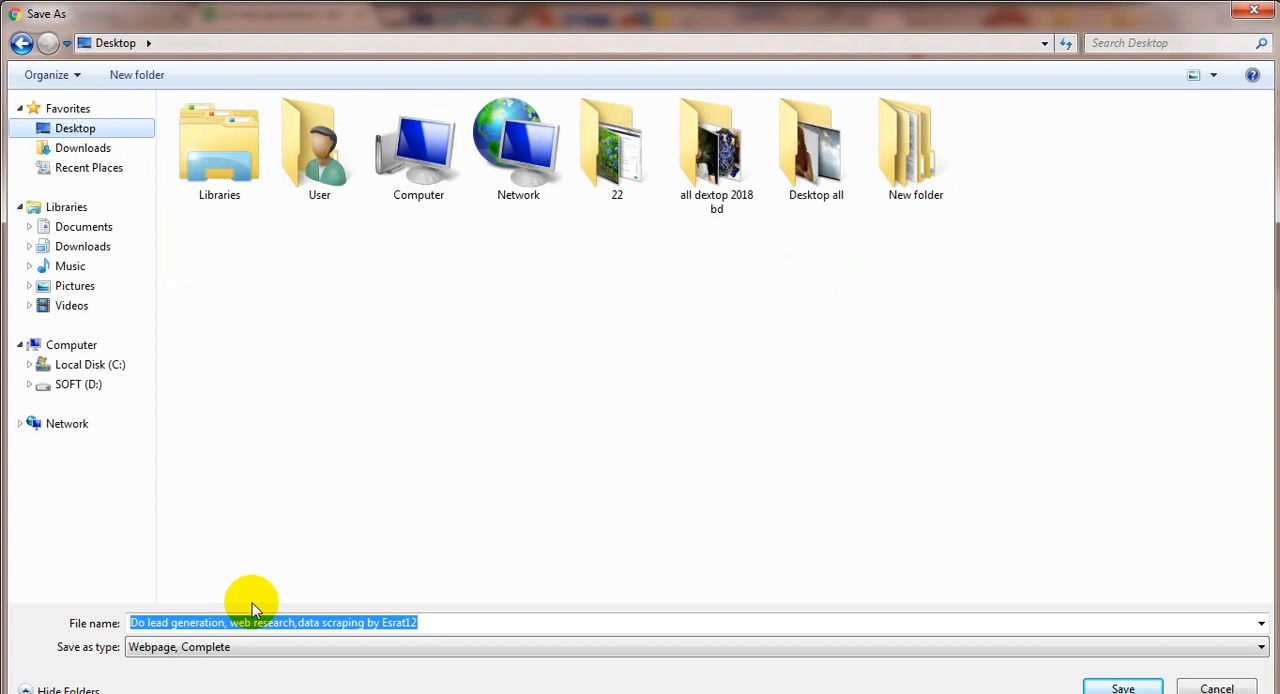 Save As
Desktop
Search Desktop
Organize
New folder
Favorites
Desktop
Downloads
Recent Places
Libraries
Documents
Downloads
Music
Pictures
Videos
Computer
Local Disk (C:)
SOFT (D:)
Network
Libraries
User
Computer
Network
22
all dextop 2018
bd
Desktop all
New folder
File name:
Do lead generation, web research,data scraping by Esrat12
Save as type:
Webpage, Complete
Hide Folders
Save
Cancel